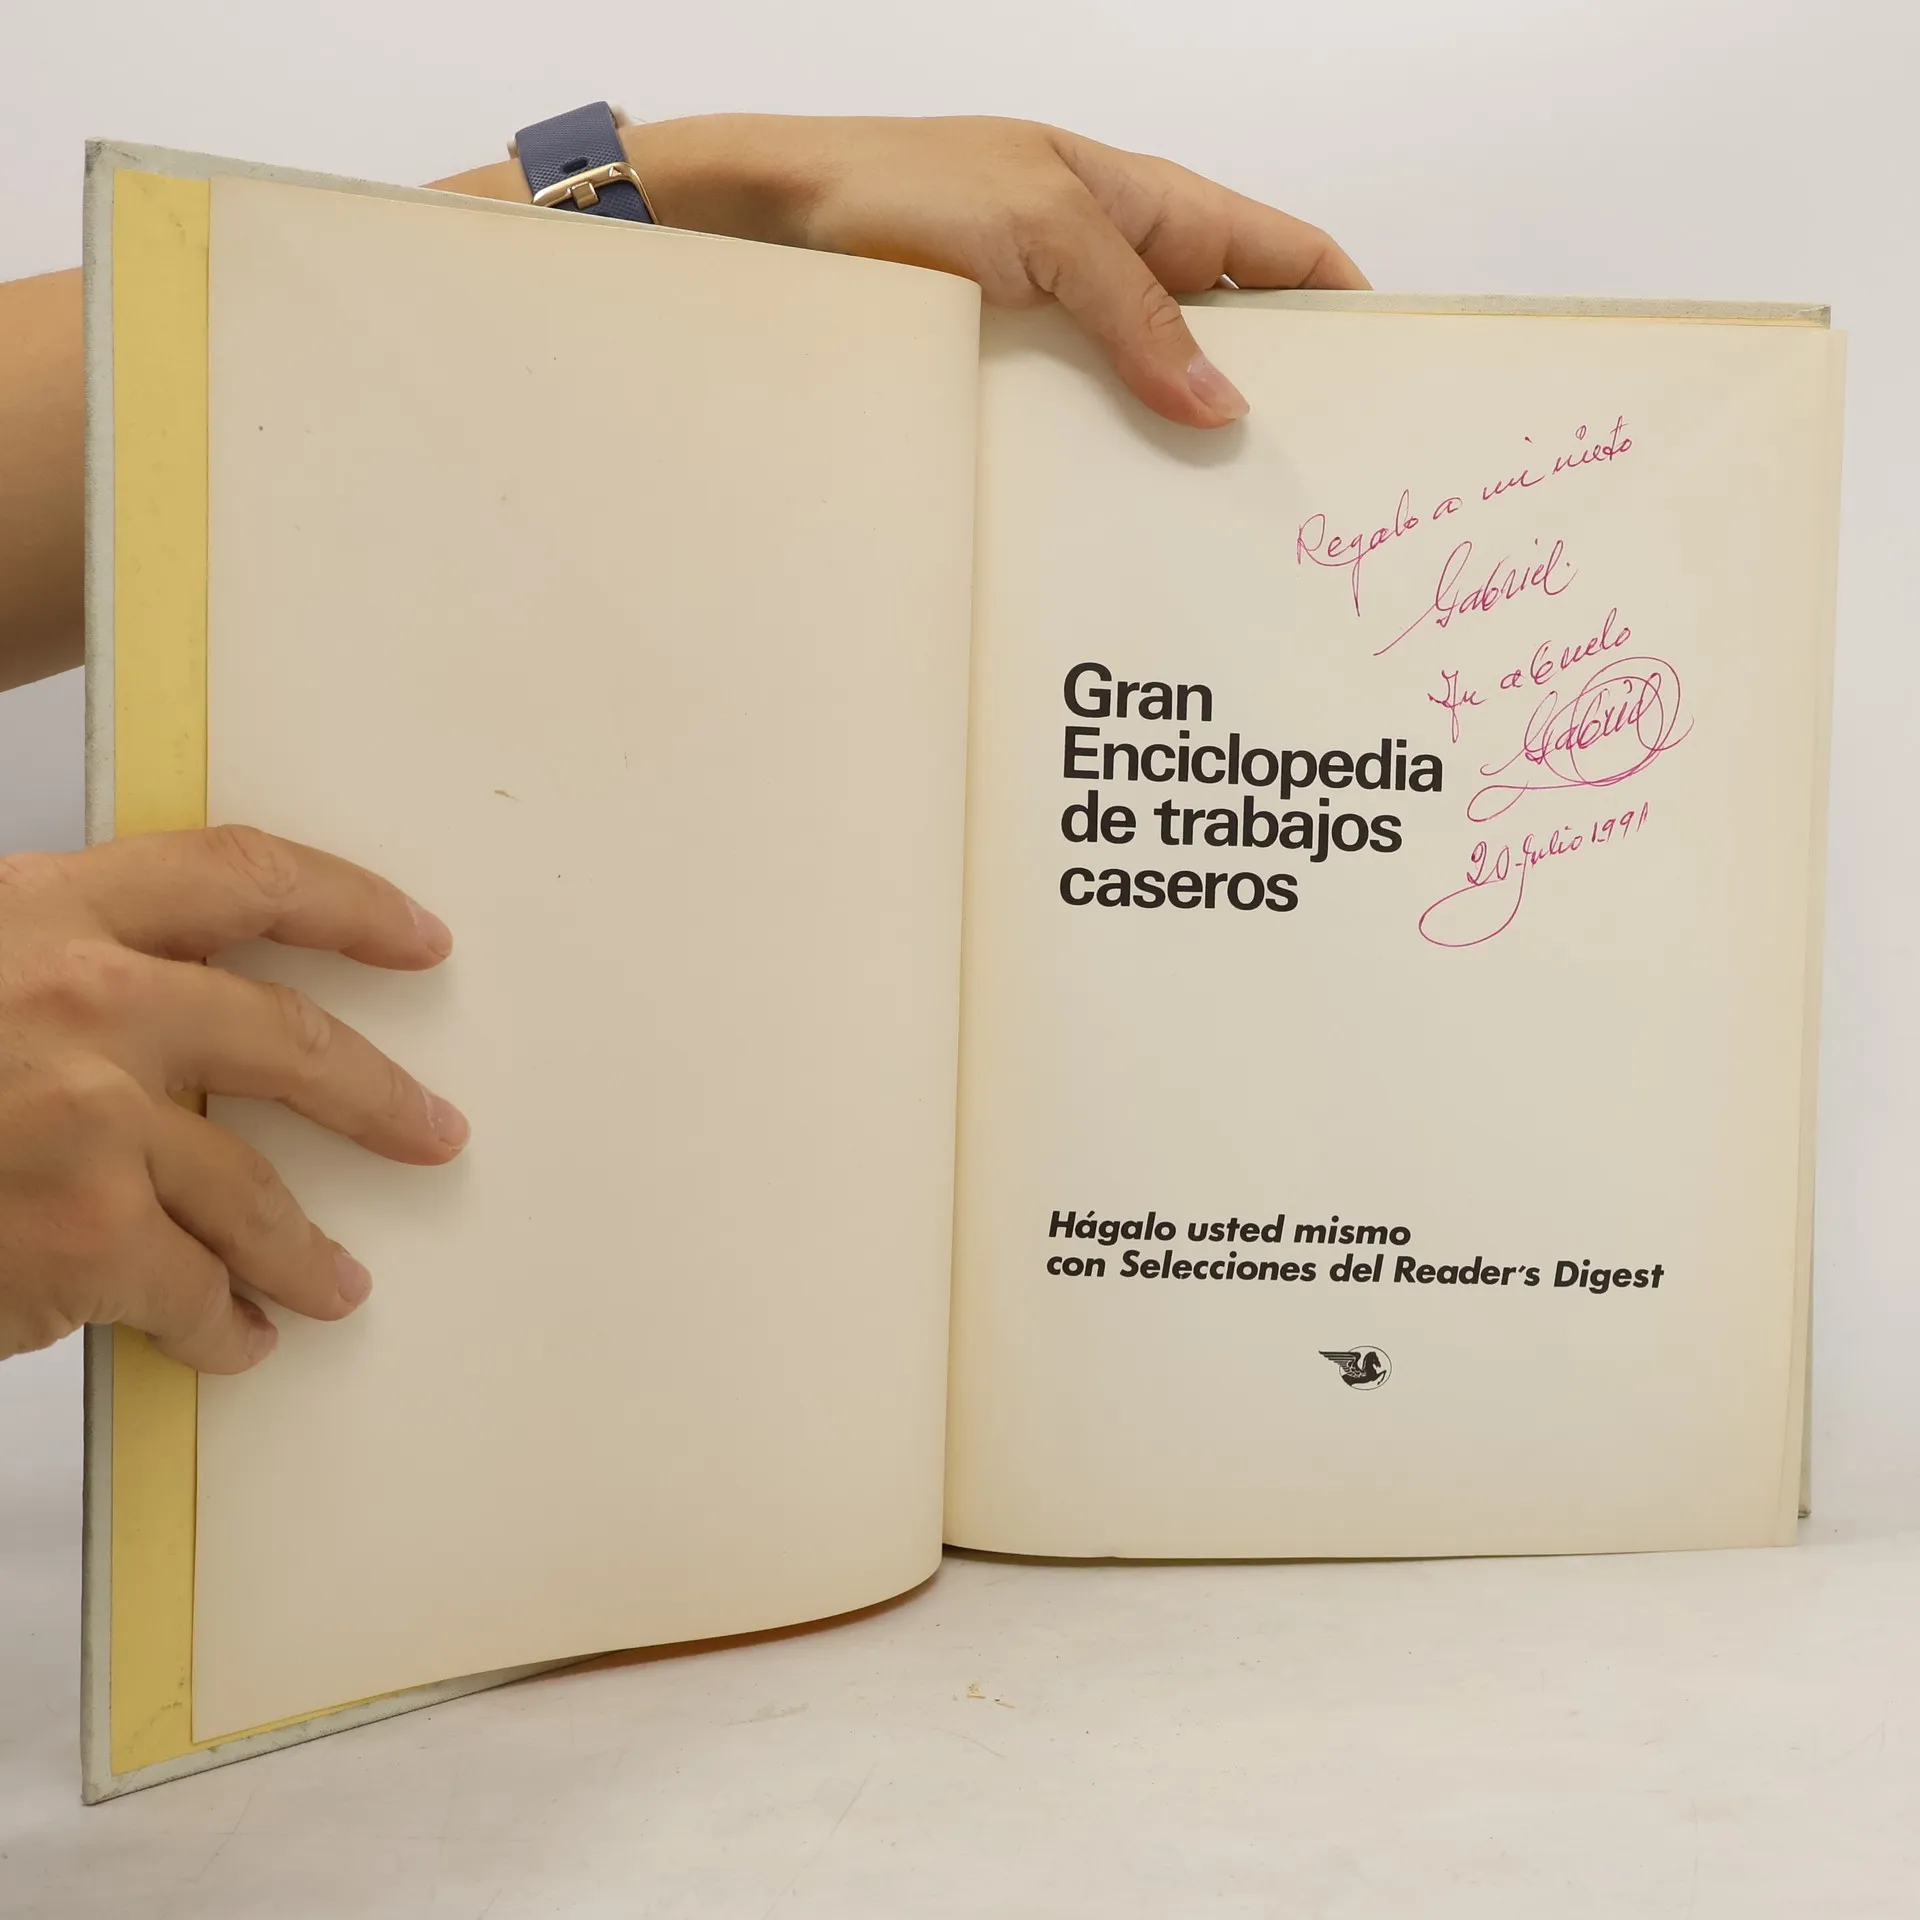 Regalo a mi nieto
Gabriel.
Tu abuelo
Gabriel
20-Julio 1991
Gran
Enciclopedia
de trabajos
caseros
Hágalo usted mismo
con Selecciones del Reader's Digest